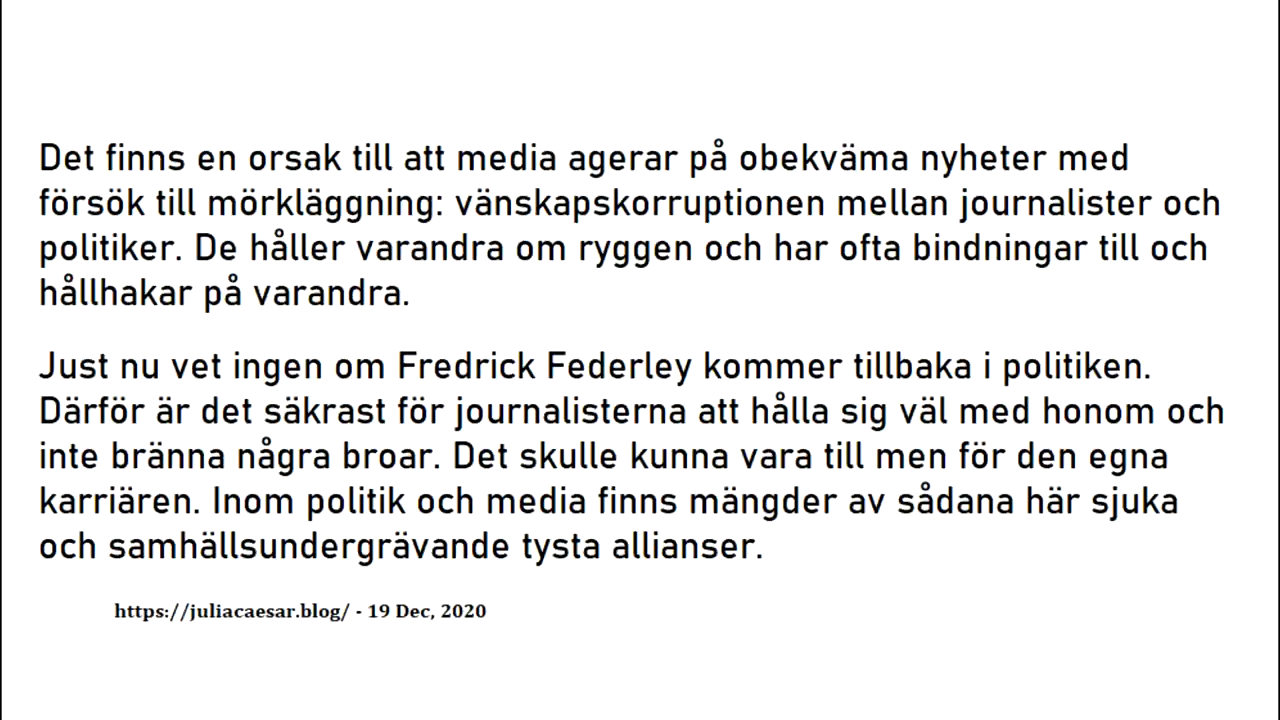 Det finns en orsak till att media agerar på obekväma nyheter med
försök till mörkläggning: vänskapskorruptionen mellan journalister och
politiker. De håller varandra om ryggen och har ofta bindningar till och
hållhakar på varandra.
Just nu vet ingen om Fredrick Federley kommer tillbaka i politiken.
Därför är det säkrast för journalisterna att hålla sig väl med honom och
inte bränna några broar. Det skulle kunna vara till men för den egna
karriären. Inom politik och media finns mängder av sådana här sjuka
och samhällsundergrävande tysta allianser.
https://juliacaesar.blog/ - 19 Dec, 2020